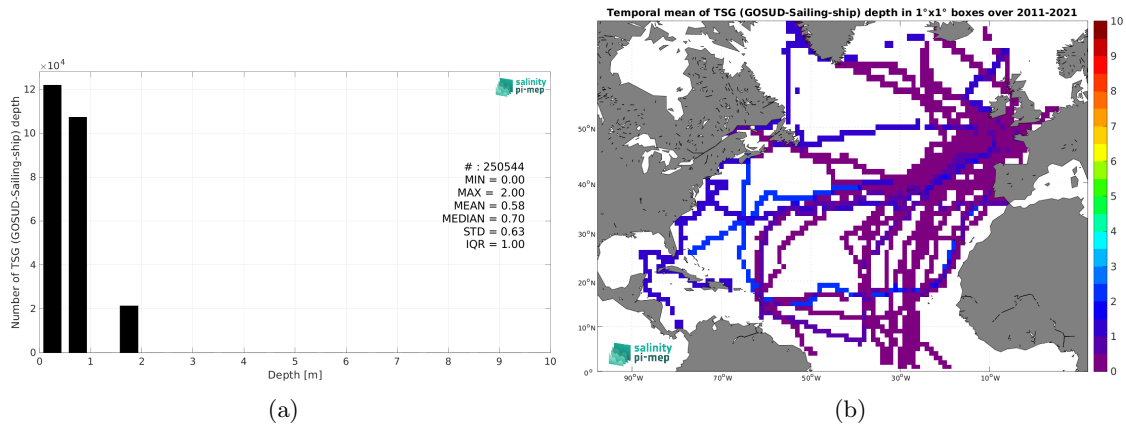 ×10⁴
12
10
8
6
4
2
0
Number of TSG (GOSUD-Sailing-ship) depth
salinity
pi-mep
# : 250544
MIN = 0.00
MAX = 2.00
MEAN = 0.58
MEDIAN = 0.70
STD = 0.63
IQR = 1.00
0 1 2 3 4 5 6 7 8 9 10
Depth [m]
(a)
Temporal mean of TSG (GOSUD-Sailing-ship) depth in 1°x1° boxes over 2011-2021
50°N
40°N
30°N
20°N
10°N
0°
90°W 70°W 50°W 30°W 10°W
salinity
pi-mep
10
9
8
7
6
5
4
3
2
1
0
(b)